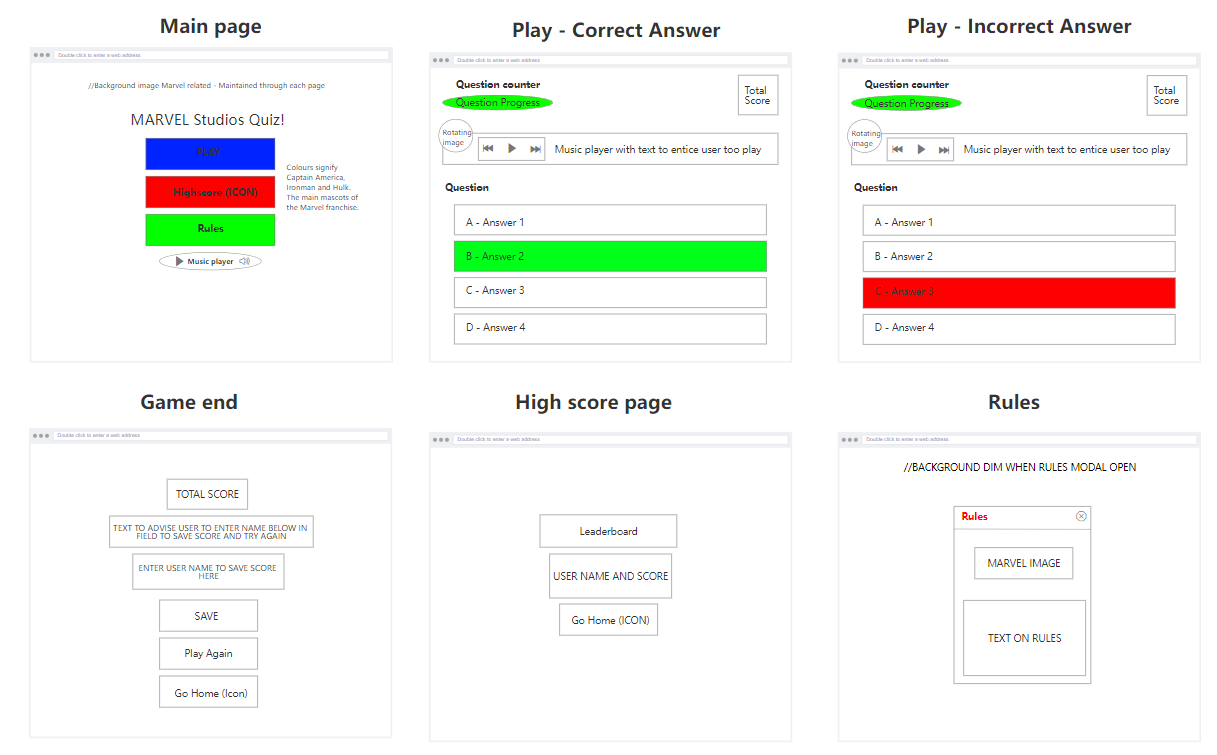 Main page
Double click to enter a web address
//Background image Marvel related - Maintained through each page
MARVEL Studios Quiz!
PLAY
Highscore (ICON)
Rules
Colours signify
Captain America,
Ironman and Hulk.
The main mascots of
the Marvel franchise.
Music player
Play - Correct Answer
Double click to enter a web address
Question counter
Question Progress
Total
Score
Rotating
image
Music player with text to entice user too play
Question
A - Answer 1
B - Answer 2
C - Answer 3
D - Answer 4
Play - Incorrect Answer
Double click to enter a web address
Question counter
Question Progress
Total
Score
Rotating
image
Music player with text to entice user too play
Question
A - Answer 1
B - Answer 2
C - Answer 3
D - Answer 4
Game end
Double click to enter a web address
TOTAL SCORE
TEXT TO ADVISE USER TO ENTER NAME BELOW IN
FIELD TO SAVE SCORE AND TRY AGAIN
ENTER USER NAME TO SAVE SCORE
HERE
SAVE
Play Again
Go Home (Icon)
High score page
Double click to enter a web address
Leaderboard
USER NAME AND SCORE
Go Home (ICON)
Rules
Double click to enter a web address
//BACKGROUND DIM WHEN RULES MODAL OPEN
Rules
MARVEL IMAGE
TEXT ON RULES